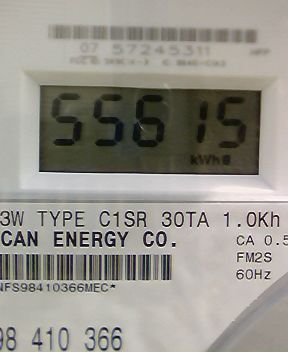 07 57245311
55615
kWh
3W TYPE C1SR 30TA 1.0Kh
CAN ENERGY CO.
CA 0.5
FM2S
60Hz
NFS98410366MEC*
98 410 366